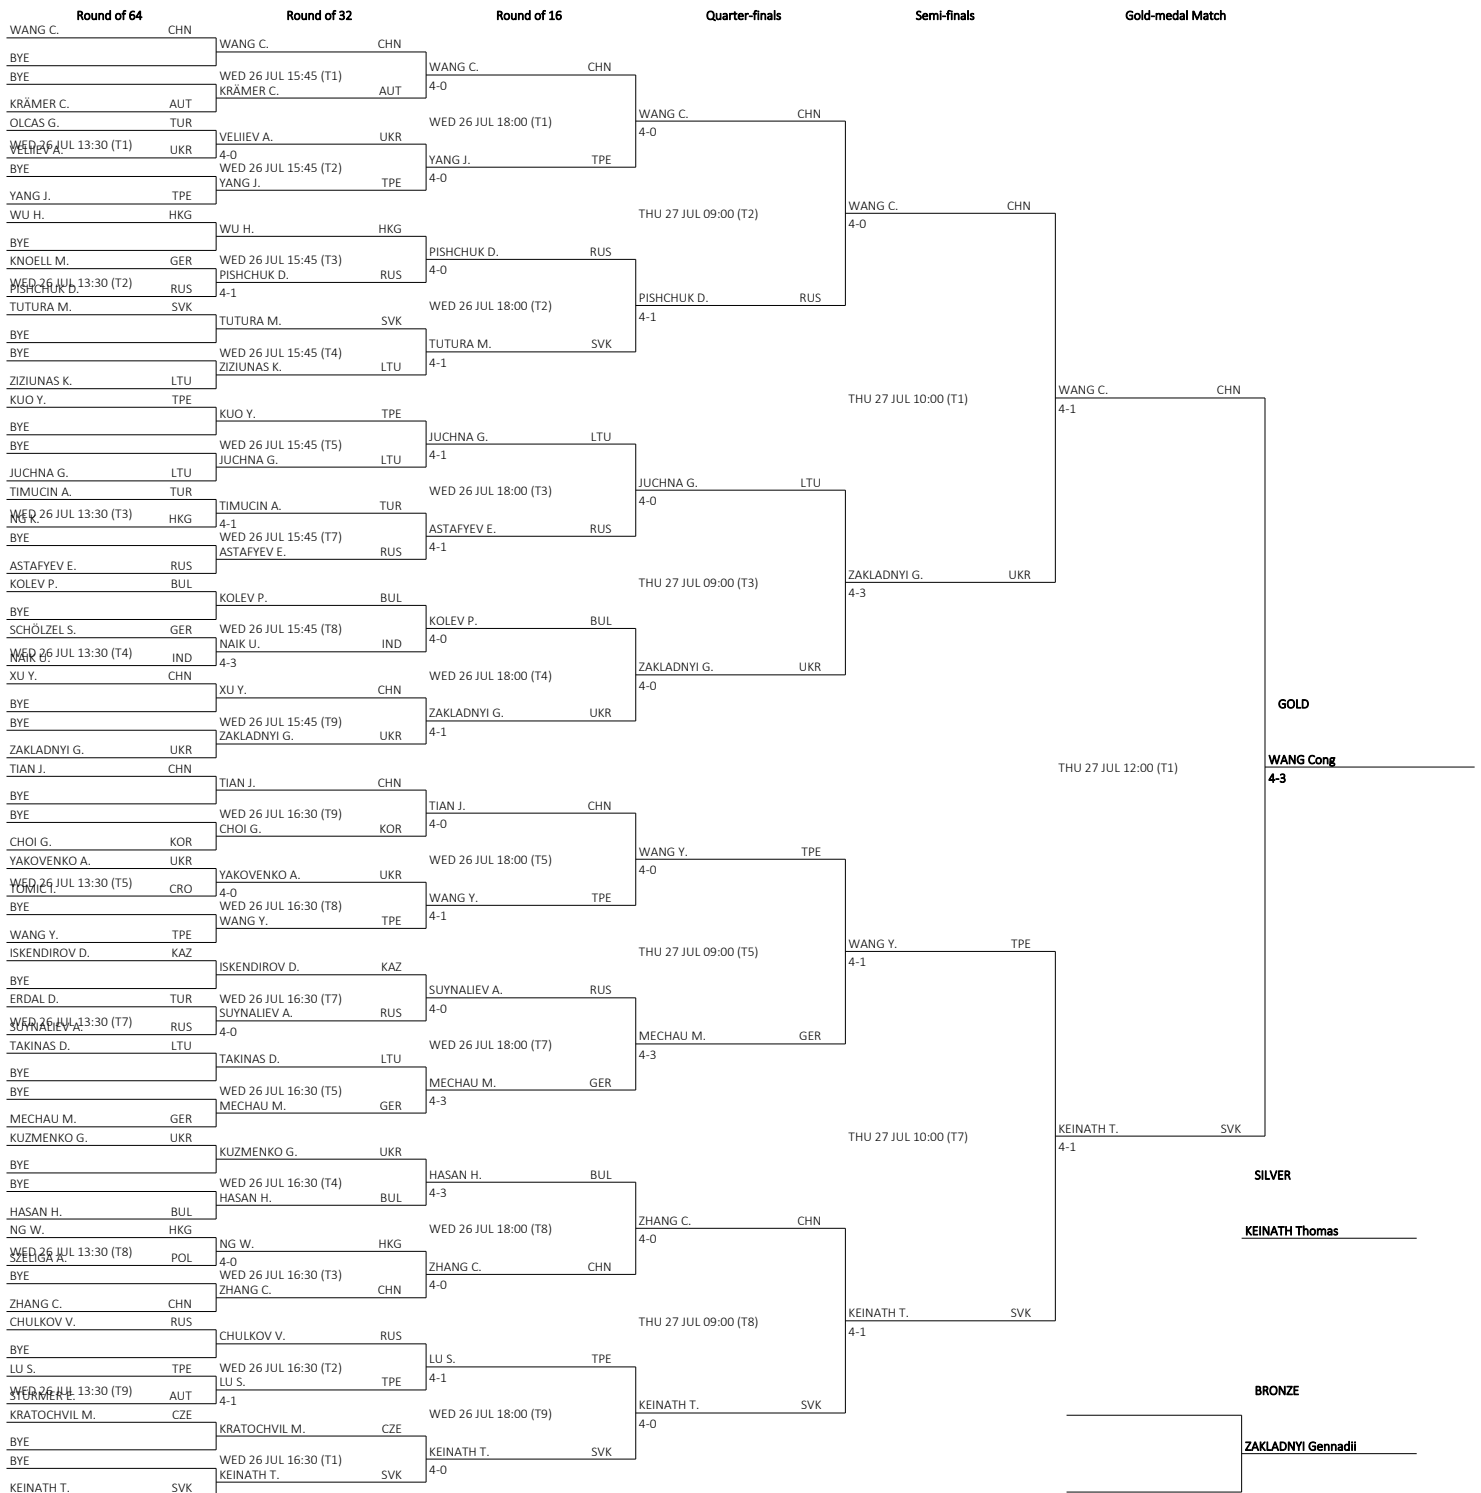 Round of 64 Round of 32 Round of 16 Quarter-finals Semi-finals Gold-medal Match
WANG C. CHN
BYE
BYE
KRÄMER C. AUT
OLCAS G. TUR
WED 26 JUL 13:30 (T1)
VELIIEV A. UKR
BYE
YANG J. TPE
WU H. HKG
BYE
KNOELL M. GER
WED 26 JUL 13:30 (T2)
PISHCHUK D. RUS
TUTURA M. SVK
BYE
BYE
ZIZIUNAS K. LTU
KUO Y. TPE
BYE
BYE
JUCHNA G. LTU
TIMUCIN A. TUR
WED 26 JUL 13:30 (T3)
NG K. HKG
BYE
ASTAFYEV E. RUS
KOLEV P. BUL
BYE
SCHÖLZEL S. GER
WED 26 JUL 13:30 (T4)
NAIK U. IND
XU Y. CHN
BYE
BYE
ZAKLADNYI G. UKR
TIAN J. CHN
BYE
BYE
CHOI G. KOR
YAKOVENKO A. UKR
WED 26 JUL 13:30 (T5)
TOMIC I. CRO
BYE
WANG Y. TPE
ISKENDIROV D. KAZ
BYE
ERDAL D. TUR
WED 26 JUL 13:30 (T7)
SUYNALIEV A. RUS
TAKINAS D. LTU
BYE
BYE
MECHAU M. GER
KUZMENKO G. UKR
BYE
BYE
HASAN H. BUL
NG W. HKG
WED 26 JUL 13:30 (T8)
SZELIGA A. POL
BYE
ZHANG C. CHN
CHULKOV V. RUS
BYE
LU S. TPE
WED 26 JUL 13:30 (T9)
STURMER E. AUT
KRATOCHVIL M. CZE
BYE
BYE
KEINATH T. SVK
WANG C. CHN
WED 26 JUL 15:45 (T1)
KRÄMER C. AUT
VELIIEV A. UKR
4-0
WED 26 JUL 15:45 (T2)
YANG J. TPE
WU H. HKG
WED 26 JUL 15:45 (T3)
PISHCHUK D. RUS
4-1
TUTURA M. SVK
WED 26 JUL 15:45 (T4)
ZIZIUNAS K. LTU
KUO Y. TPE
WED 26 JUL 15:45 (T5)
JUCHNA G. LTU
TIMUCIN A. TUR
4-1
WED 26 JUL 15:45 (T7)
ASTAFYEV E. RUS
KOLEV P. BUL
WED 26 JUL 15:45 (T8)
NAIK U. IND
4-3
XU Y. CHN
WED 26 JUL 15:45 (T9)
ZAKLADNYI G. UKR
TIAN J. CHN
WED 26 JUL 16:30 (T9)
CHOI G. KOR
YAKOVENKO A. UKR
4-0
WED 26 JUL 16:30 (T8)
WANG Y. TPE
ISKENDIROV D. KAZ
WED 26 JUL 16:30 (T7)
SUYNALIEV A. RUS
4-0
TAKINAS D. LTU
WED 26 JUL 16:30 (T5)
MECHAU M. GER
KUZMENKO G. UKR
WED 26 JUL 16:30 (T4)
HASAN H. BUL
NG W. HKG
4-0
WED 26 JUL 16:30 (T3)
ZHANG C. CHN
CHULKOV V. RUS
WED 26 JUL 16:30 (T2)
LU S. TPE
4-1
KRATOCHVIL M. CZE
WED 26 JUL 16:30 (T1)
KEINATH T. SVK
WANG C. CHN
4-0
WED 26 JUL 18:00 (T1)
YANG J. TPE
4-0
PISHCHUK D. RUS
4-0
WED 26 JUL 18:00 (T2)
TUTURA M. SVK
4-1
JUCHNA G. LTU
4-1
WED 26 JUL 18:00 (T3)
ASTAFYEV E. RUS
4-1
KOLEV P. BUL
4-0
WED 26 JUL 18:00 (T4)
ZAKLADNYI G. UKR
4-1
TIAN J. CHN
4-0
WED 26 JUL 18:00 (T5)
WANG Y. TPE
4-1
SUYNALIEV A. RUS
4-0
WED 26 JUL 18:00 (T7)
MECHAU M. GER
4-3
HASAN H. BUL
4-3
WED 26 JUL 18:00 (T8)
ZHANG C. CHN
4-0
LU S. TPE
4-1
WED 26 JUL 18:00 (T9)
KEINATH T. SVK
4-0
WANG C. CHN
4-0
THU 27 JUL 09:00 (T2)
PISHCHUK D. RUS
4-1
JUCHNA G. LTU
4-0
THU 27 JUL 09:00 (T3)
ZAKLADNYI G. UKR
4-0
WANG Y. TPE
4-0
THU 27 JUL 09:00 (T5)
MECHAU M. GER
4-3
ZHANG C. CHN
4-0
THU 27 JUL 09:00 (T8)
KEINATH T. SVK
4-0
WANG C. CHN
4-0
THU 27 JUL 10:00 (T1)
ZAKLADNYI G. UKR
4-3
WANG Y. TPE
4-1
THU 27 JUL 10:00 (T7)
KEINATH T. SVK
4-1
WANG C. CHN
4-1
THU 27 JUL 12:00 (T1)
KEINATH T. SVK
4-1
GOLD
WANG Cong
4-3
SILVER
KEINATH Thomas
BRONZE
ZAKLADNYI Gennadii